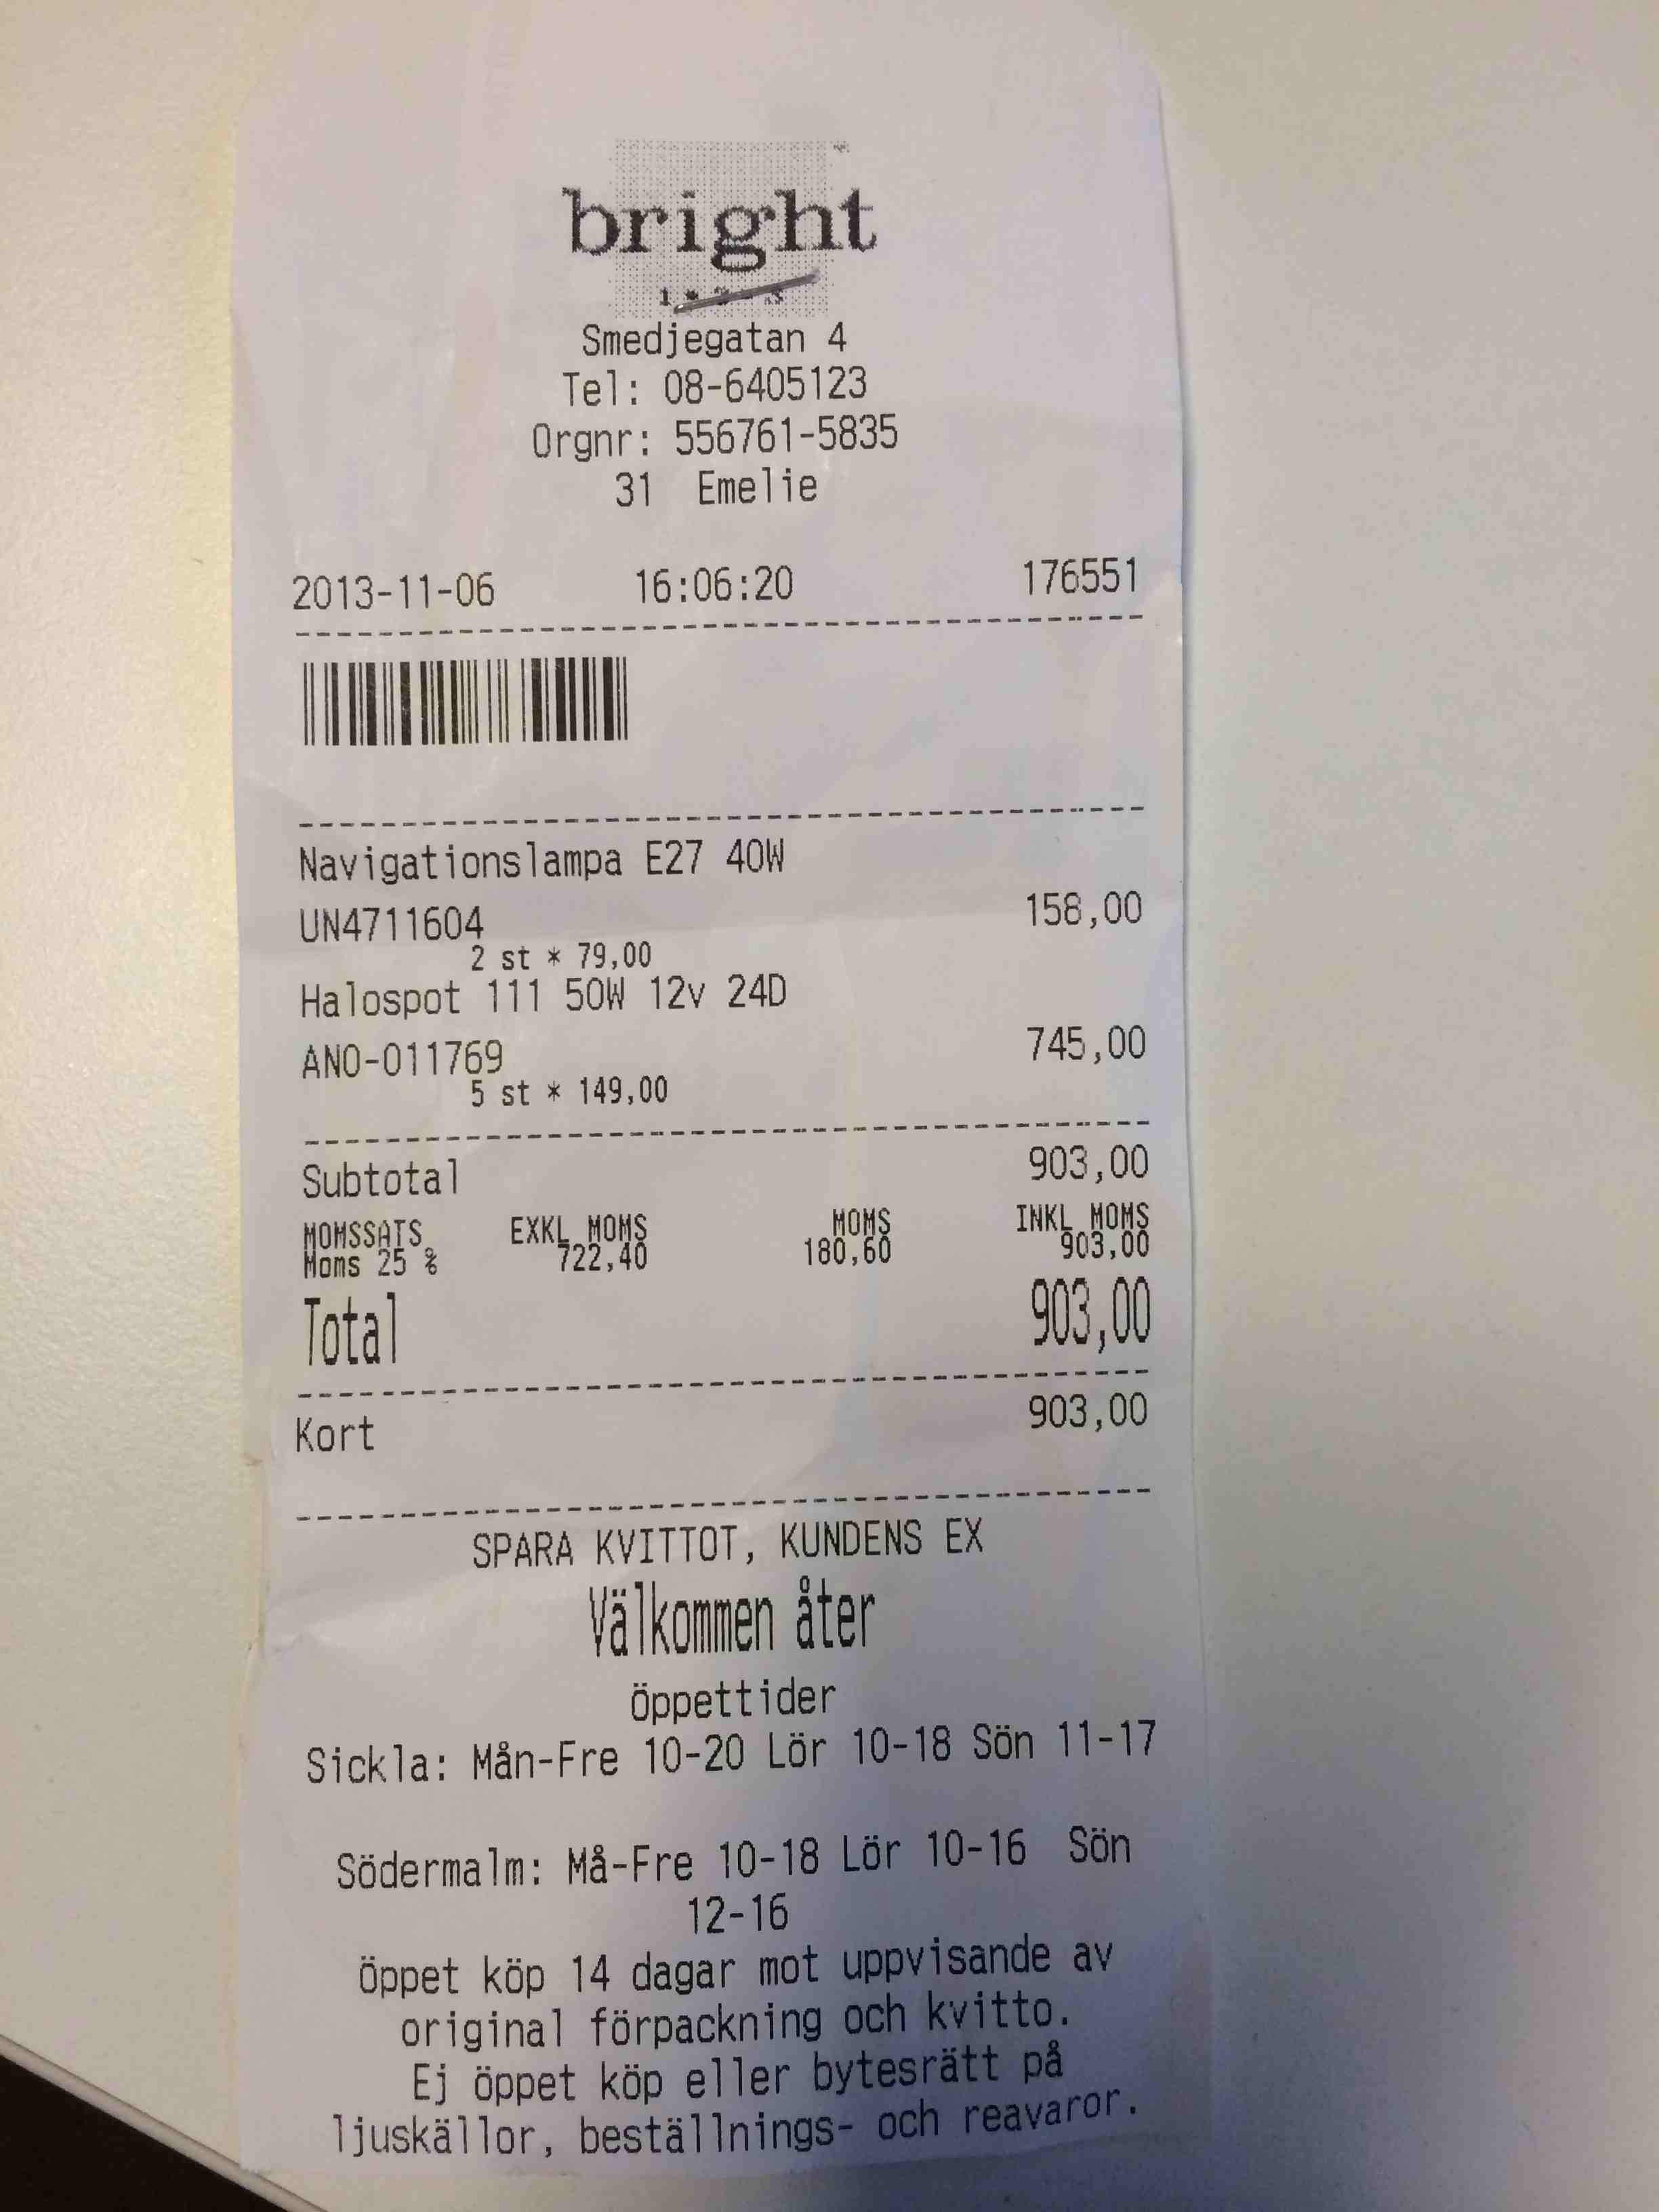 bright
Smedjegatan 4
Tel: 08-6405123
Orgnr: 556761-5835
31 Emelie
2013-11-06 16:06:20 176551
Navigationslampa E27 40W
UN4711604 158,00
2 st * 79,00
Halospot 111 50W 12v 24D
ANO-011769 745,00
5 st * 149,00
Subtotal 903,00
MOMSSATS EXKL MOMS MOMS INKL MOMS
Moms 25 % 722,40 180,60 903,00
Total 903,00
Kort 903,00
SPARA KVITTOT, KUNDENS EX
Välkommen åter
Öppettider
Sickla: Mån-Fre 10-20 Lör 10-18 Sön 11-17
Södermalm: Må-Fre 10-18 Lör 10-16 Sön
12-16
Öppet köp 14 dagar mot uppvisande av
original förpackning och kvitto.
Ej öppet köp eller bytesrätt på
ljuskällor, beställnings- och reavaror.